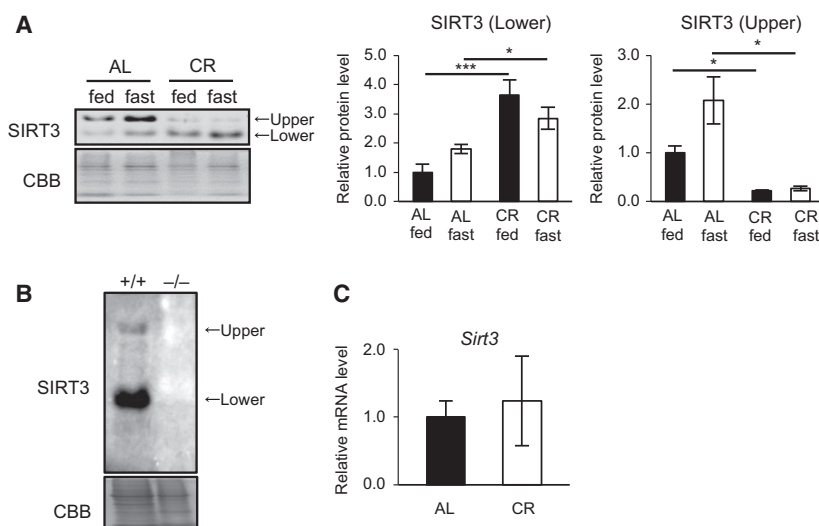 A
AL CR
fed fast fed fast
SIRT3
←Upper
←Lower
CBB
SIRT3 (Lower)
Relative protein level
5.0
4.0
3.0
2.0
1.0
0.0
***
*
AL fed
AL fast
CR fed
CR fast
SIRT3 (Upper)
Relative protein level
3.0
2.0
1.0
0.0
*
*
AL fed
AL fast
CR fed
CR fast
B
+/+ −/−
SIRT3
←Upper
←Lower
CBB
C
Sirt3
Relative mRNA level
2.0
1.0
0.0
AL CR